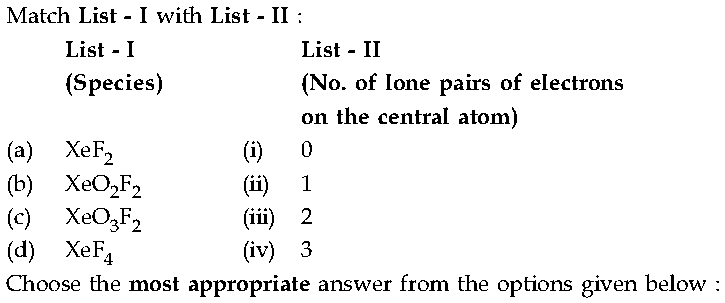 Match List - I with List - II :
List - I List - II
(Species) (No. of lone pairs of electrons
on the central atom)
(a) XeF₂ (i) 0
(b) XeO₂F₂ (ii) 1
(c) XeO₃F₂ (iii) 2
(d) XeF₄ (iv) 3
Choose the most appropriate answer from the options given below :